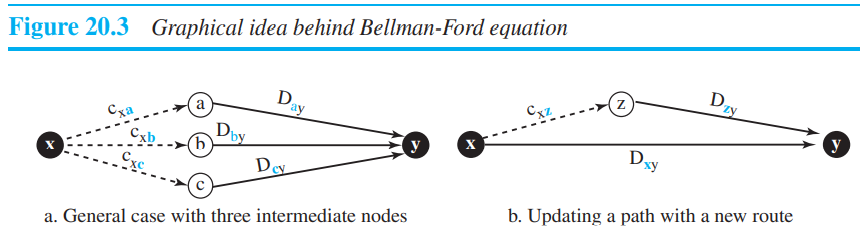 Figure 20.3 Graphical idea behind Bellman-Ford equation
x
cxa
cxb
cxc
a
b
c
Day
Dby
Dcy
y
a. General case with three intermediate nodes
x
cxz
z
Dzy
Dxy
y
b. Updating a path with a new route